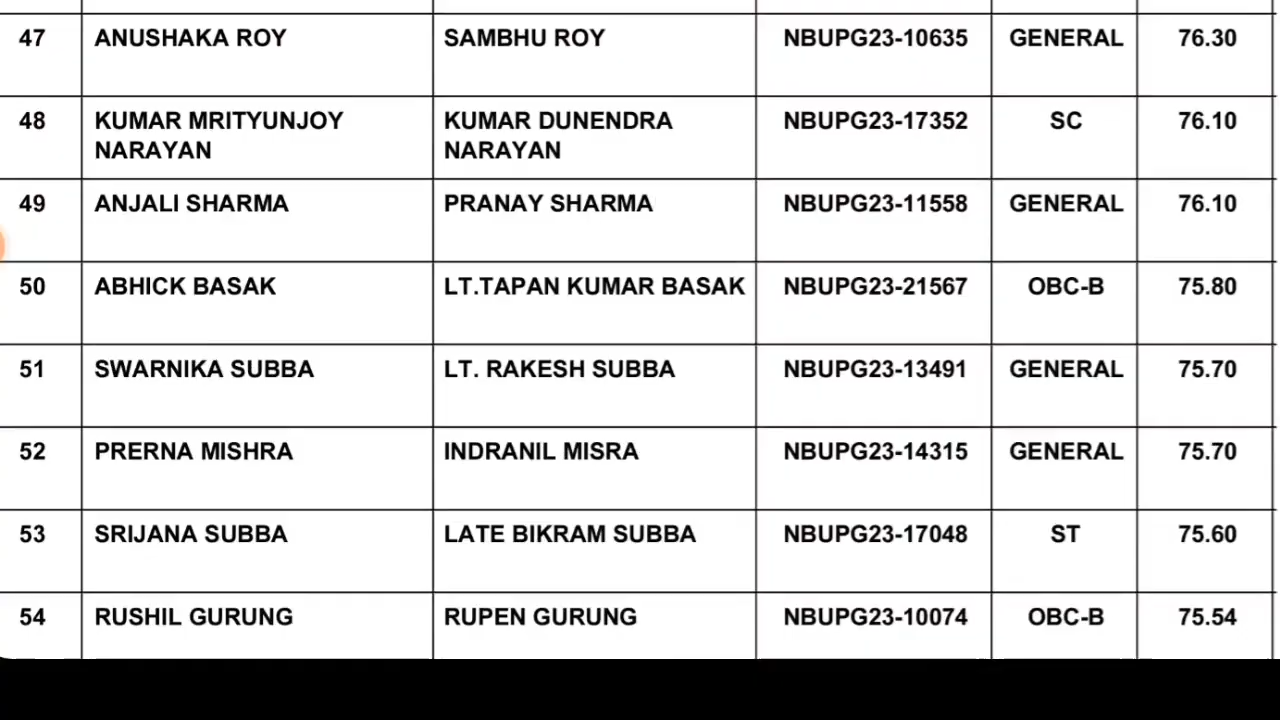 47 ANUSHAKA ROY SAMBHU ROY NBUPG23-10635 GENERAL 76.30
48 KUMAR MRITYUNJOY KUMAR DUNENDRA NBUPG23-17352 SC 76.10
NARAYAN NARAYAN
49 ANJALI SHARMA PRANAY SHARMA NBUPG23-11558 GENERAL 76.10
50 ABHICK BASAK LT.TAPAN KUMAR BASAK NBUPG23-21567 OBC-B 75.80
51 SWARNIKA SUBBA LT. RAKESH SUBBA NBUPG23-13491 GENERAL 75.70
52 PRERNA MISHRA INDRANIL MISRA NBUPG23-14315 GENERAL 75.70
53 SRIJANA SUBBA LATE BIKRAM SUBBA NBUPG23-17048 ST 75.60
54 RUSHIL GURUNG RUPEN GURUNG NBUPG23-10074 OBC-B 75.54